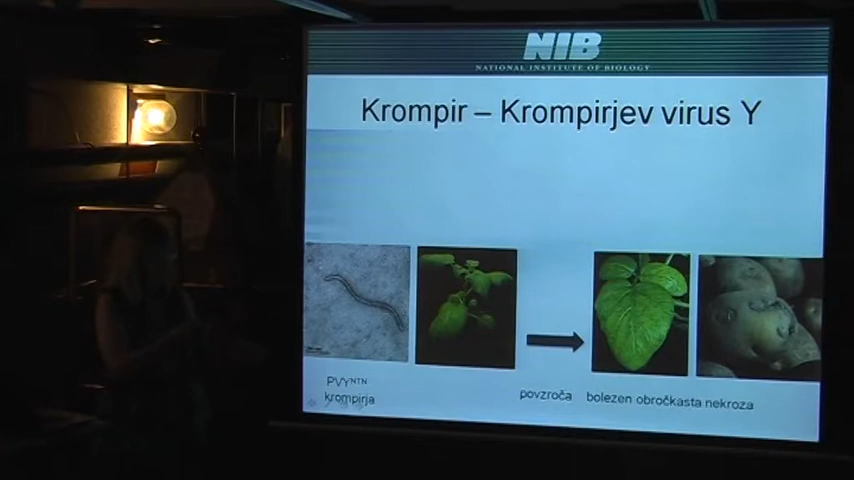 NIB
NATIONAL INSTITUTE OF BIOLOGY
Krompir – Krompirjev virus Y
PVYᴺᵀᴺ
krompirja
povzroča
bolezen obročkasta nekroza